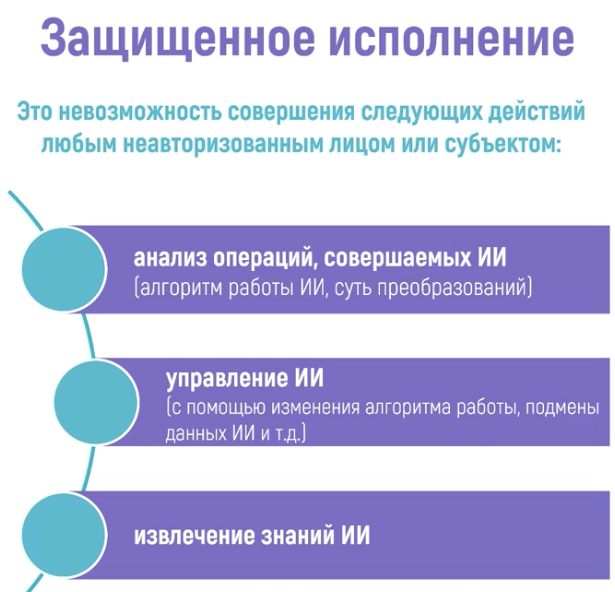 Защищенное исполнение
Это невозможность совершения следующих действий
любым неавторизованным лицом или субъектом:
анализ операций, совершаемых ИИ
(алгоритм работы ИИ, суть преобразований)
управление ИИ
(с помощью изменения алгоритма работы, подмены
данных ИИ и т.д.)
извлечение знаний ИИ